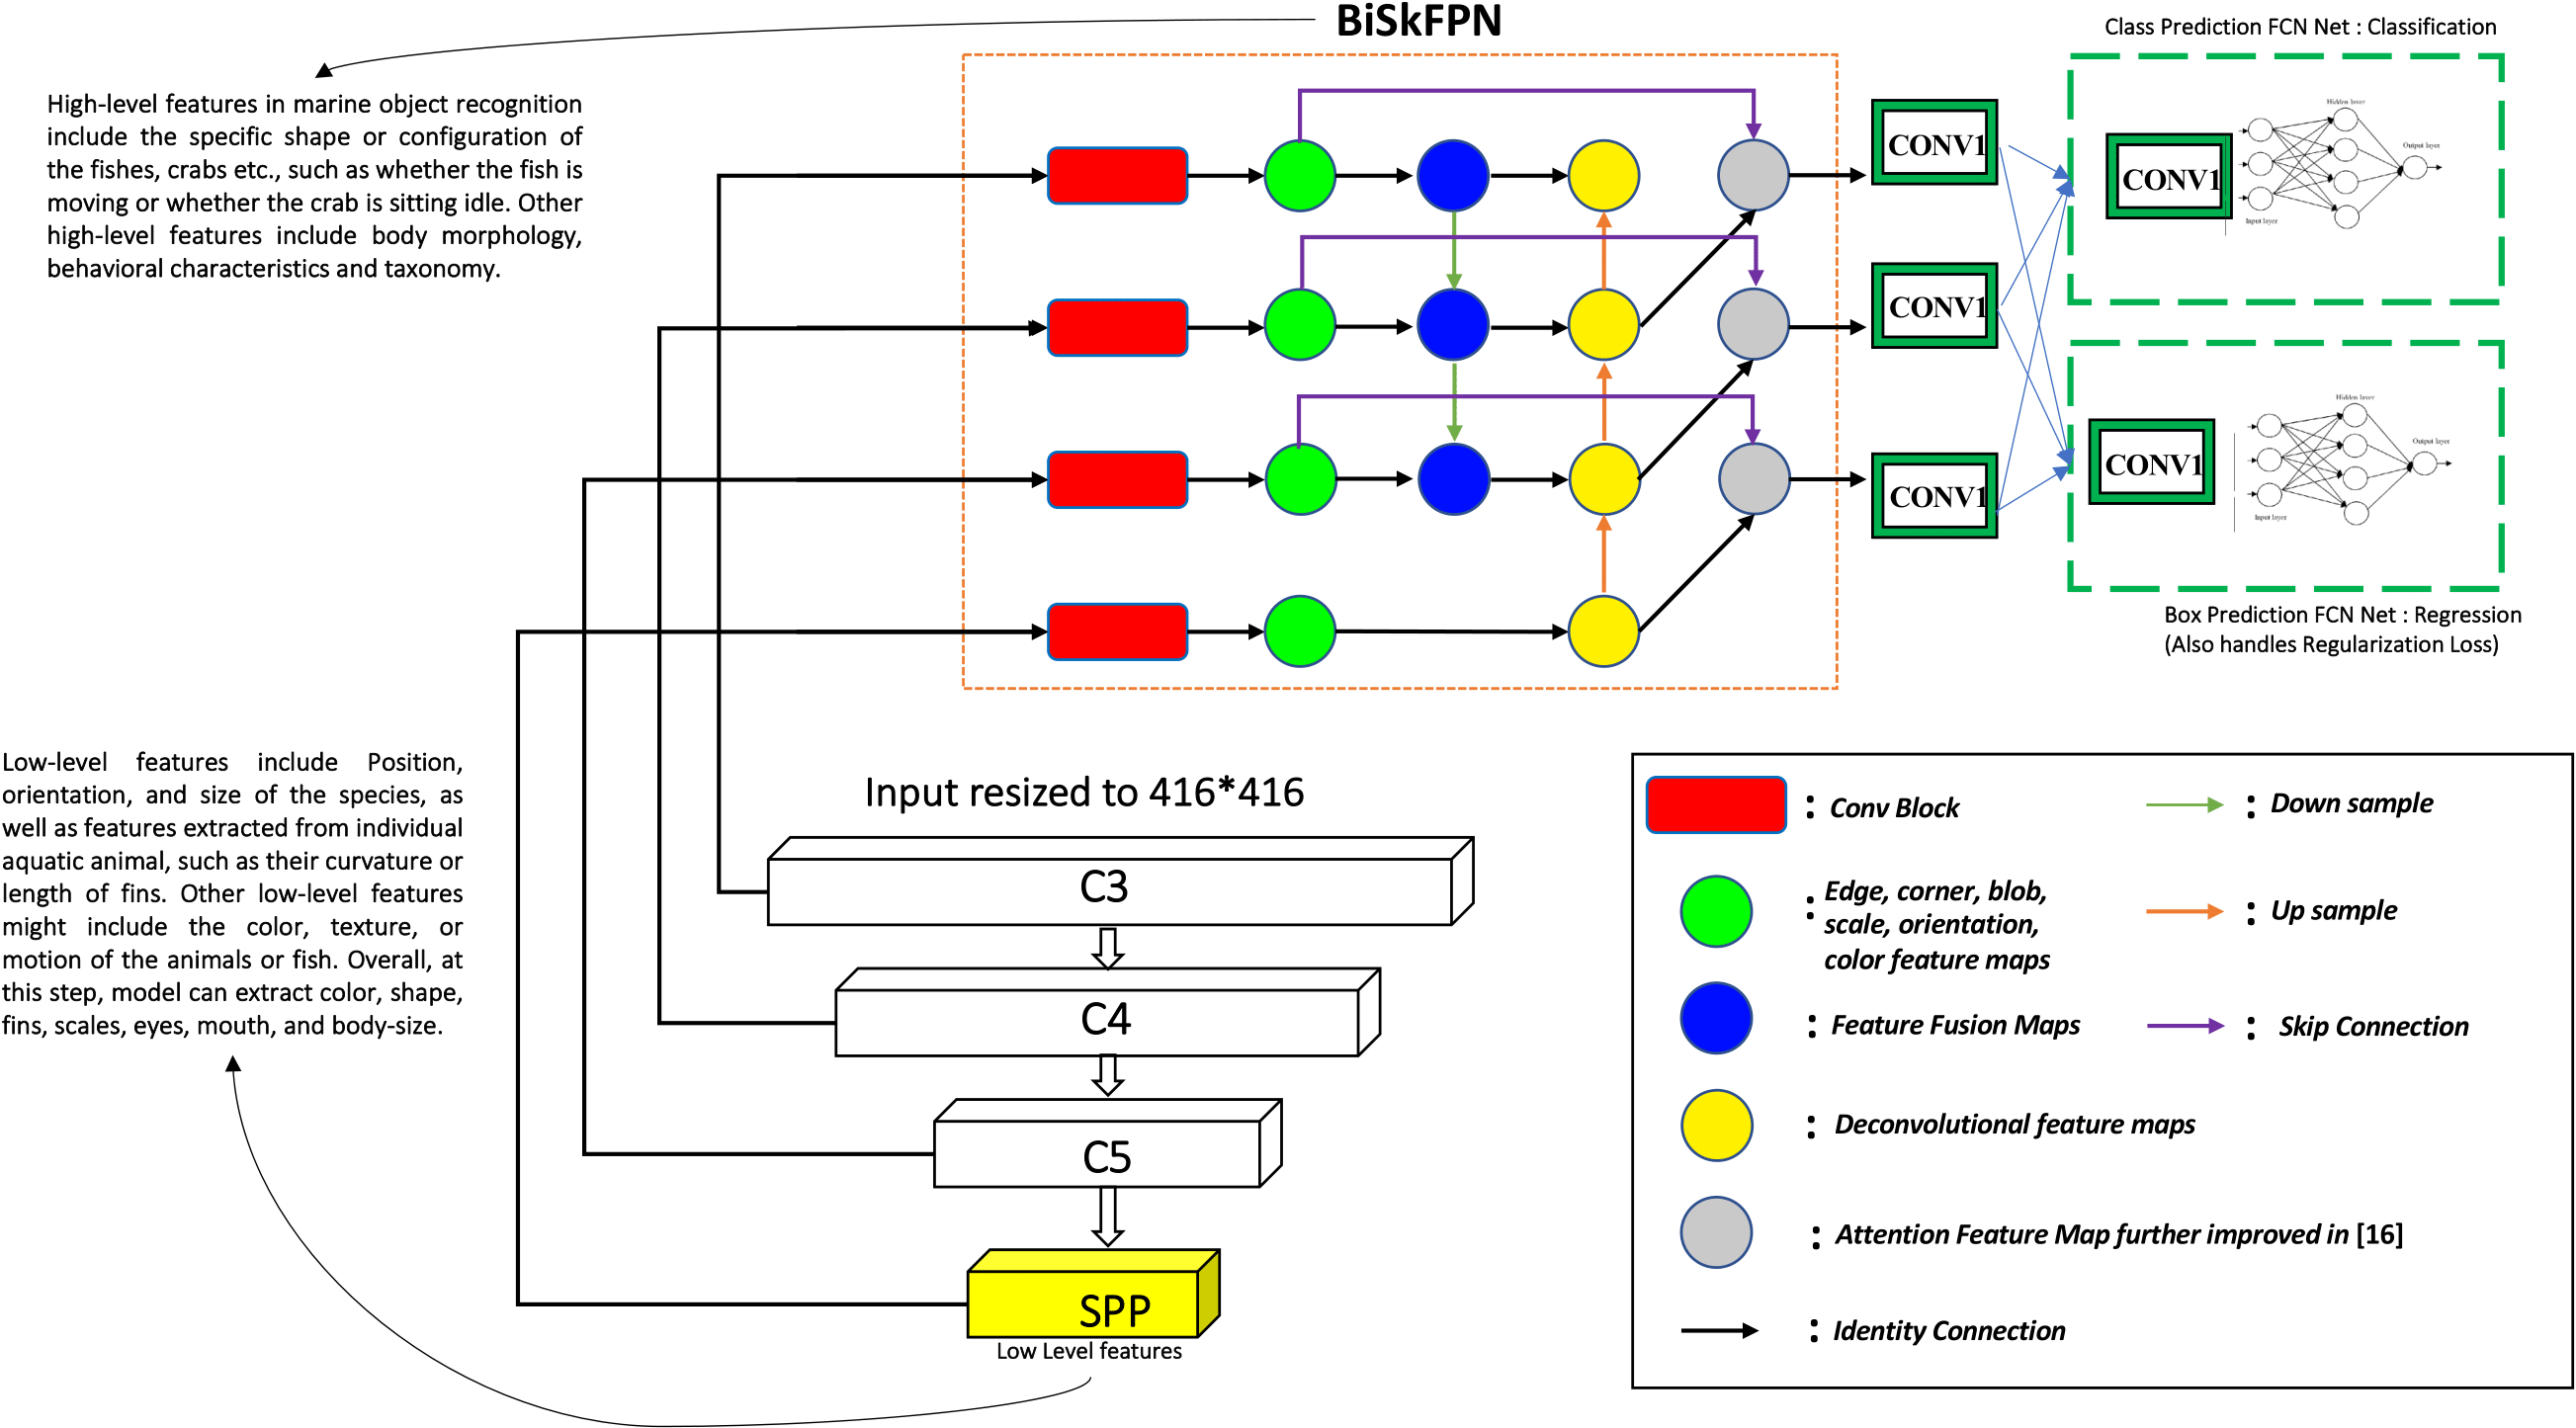 BiSkFPN
Class Prediction FCN Net : Classification
High-level features in marine object recognition
include the specific shape or configuration of
the fishes, crabs etc., such as whether the fish is
moving or whether the crab is sitting idle. Other
high-level features include body morphology,
behavioral characteristics and taxonomy.
CONV1
CONV1
CONV1
CONV1
Hidden layer
Output layer
Input layer
CONV1
Hidden layer
Output layer
Input layer
Box Prediction FCN Net : Regression
(Also handles Regularization Loss)
Low-level features include Position,
orientation, and size of the species, as
well as features extracted from individual
aquatic animal, such as their curvature or
length of fins. Other low-level features
might include the color, texture, or
motion of the animals or fish. Overall, at
this step, model can extract color, shape,
fins, scales, eyes, mouth, and body-size.
Input resized to 416*416
C3
C4
C5
SPP
Low Level features
: Conv Block
: Down sample
: Edge, corner, blob,
scale, orientation,
color feature maps
: Up sample
: Feature Fusion Maps
: Skip Connection
: Deconvolutional feature maps
: Attention Feature Map further improved in [16]
: Identity Connection